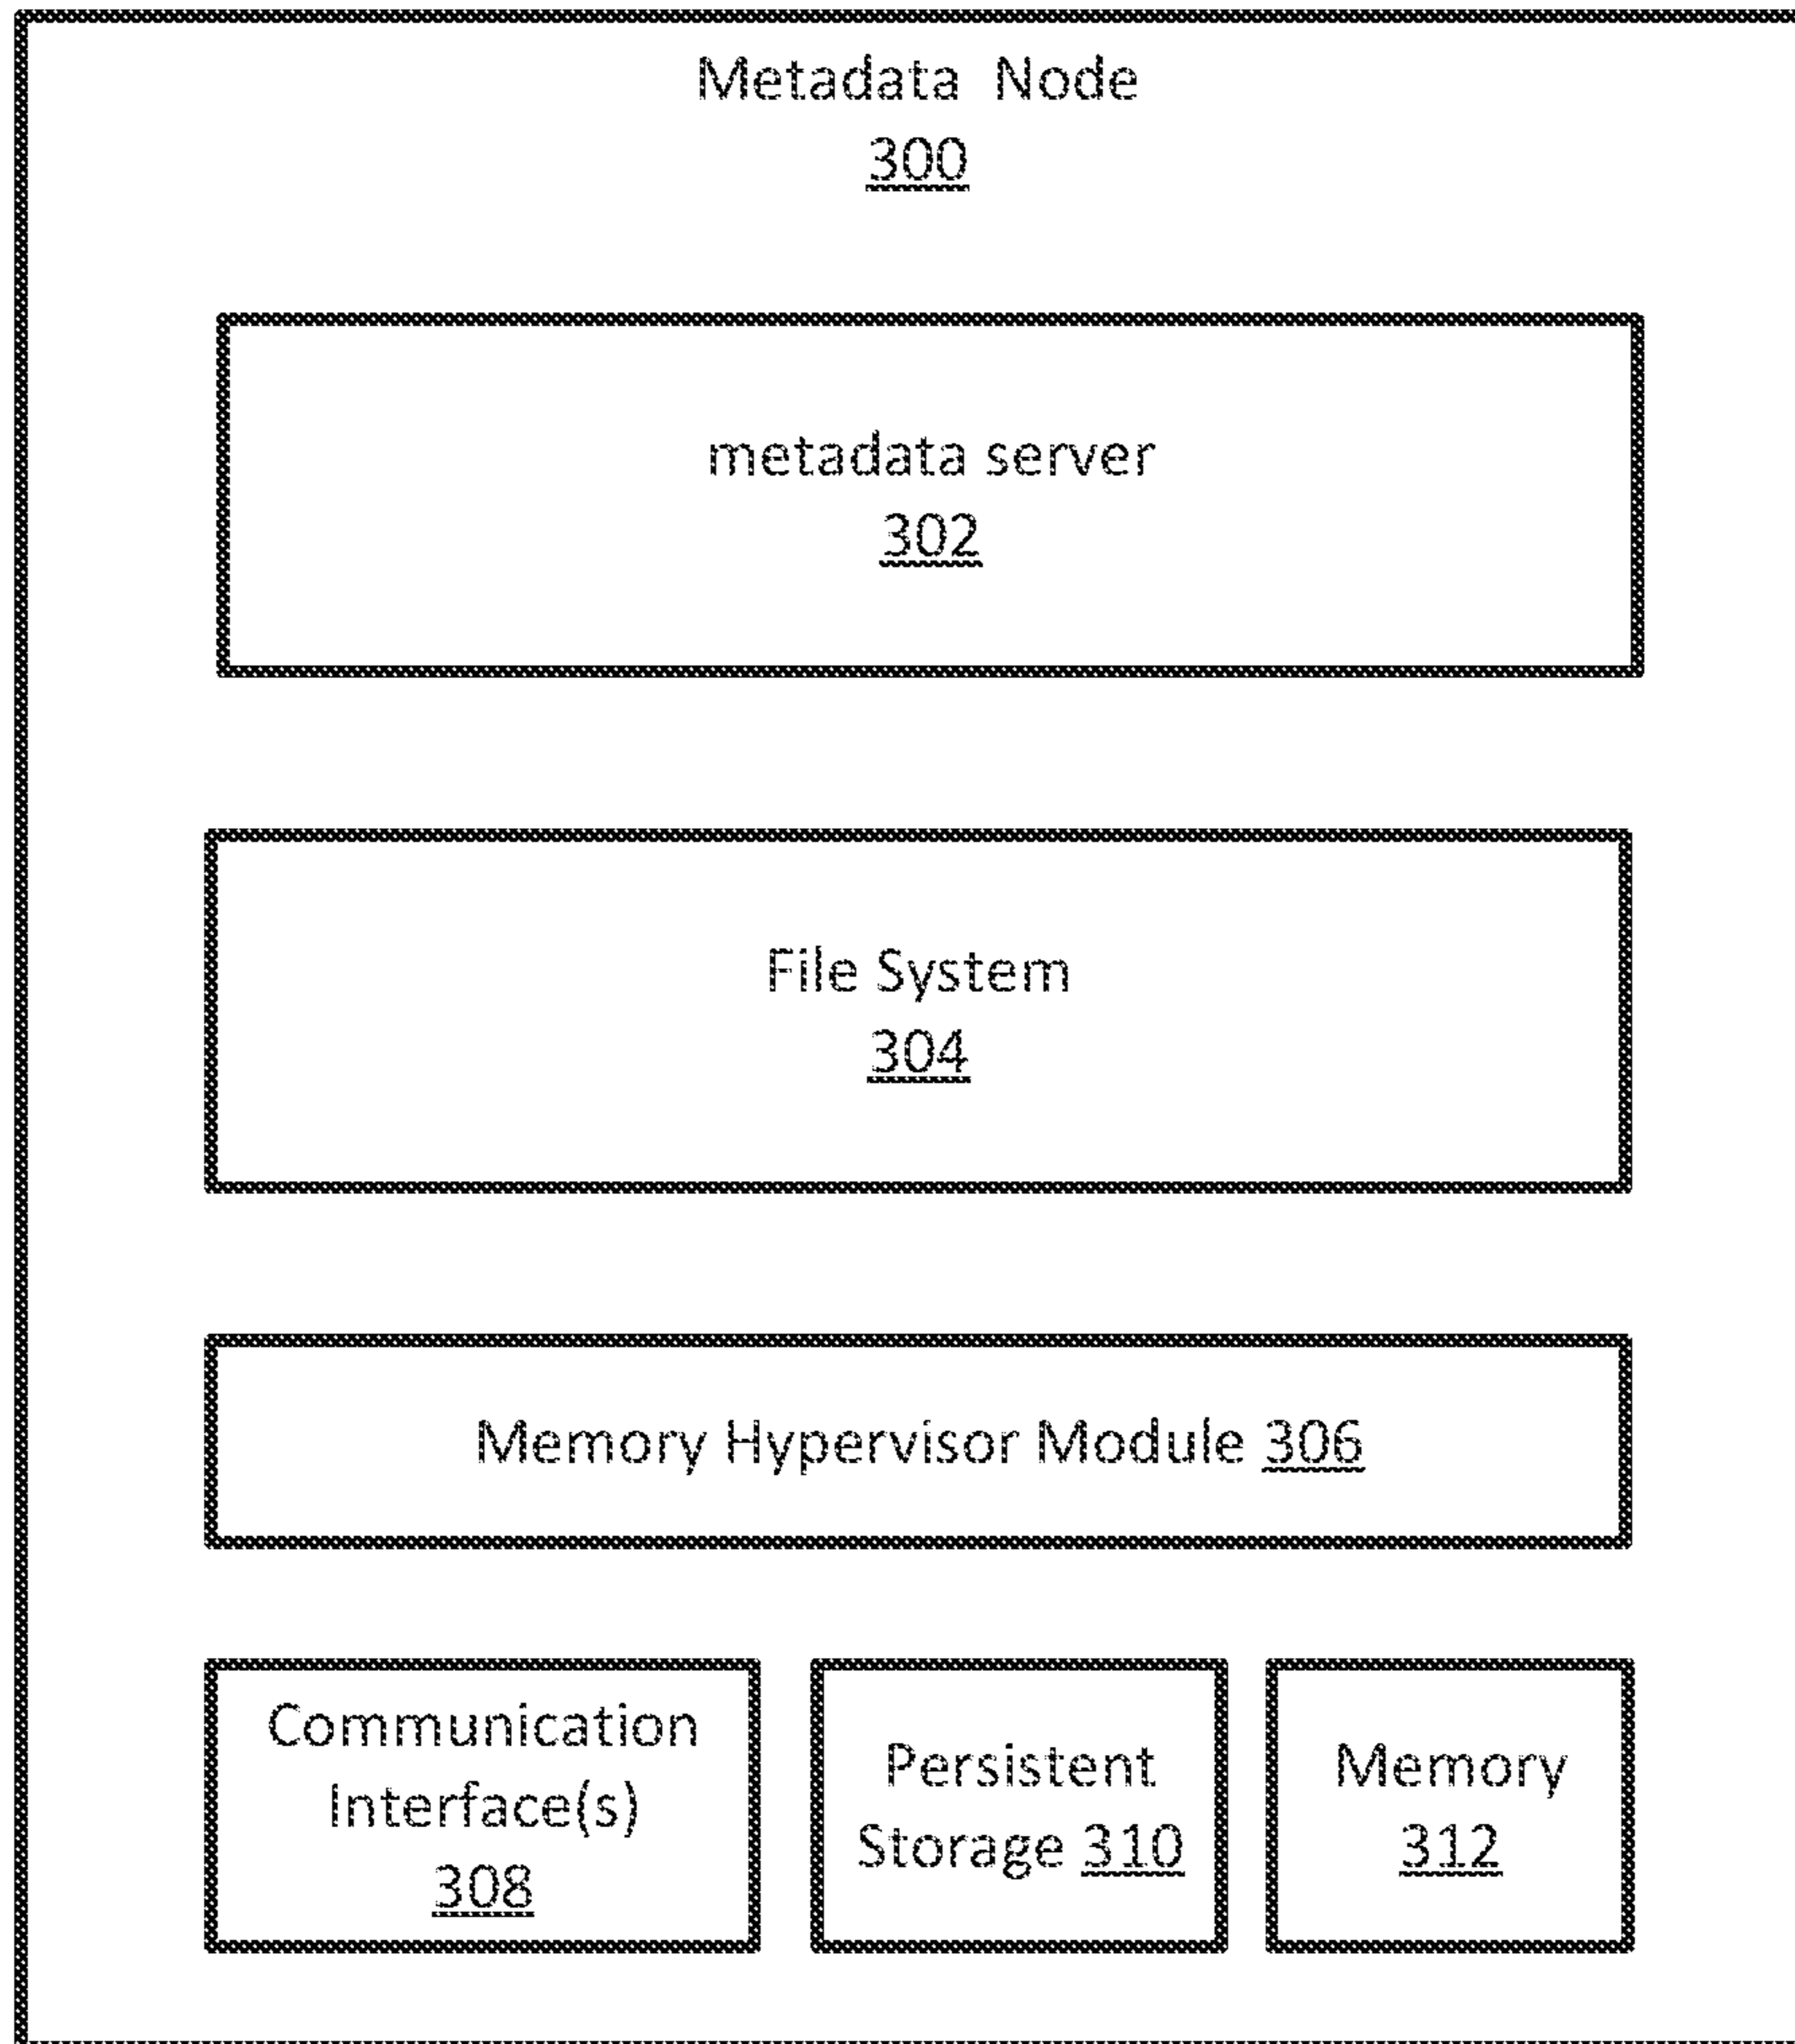 Metadata Node
300
metadata server
302
File System
304
Memory Hypervisor Module 306
Communication
Interface(s)
308
Persistent
Storage 310
Memory
312